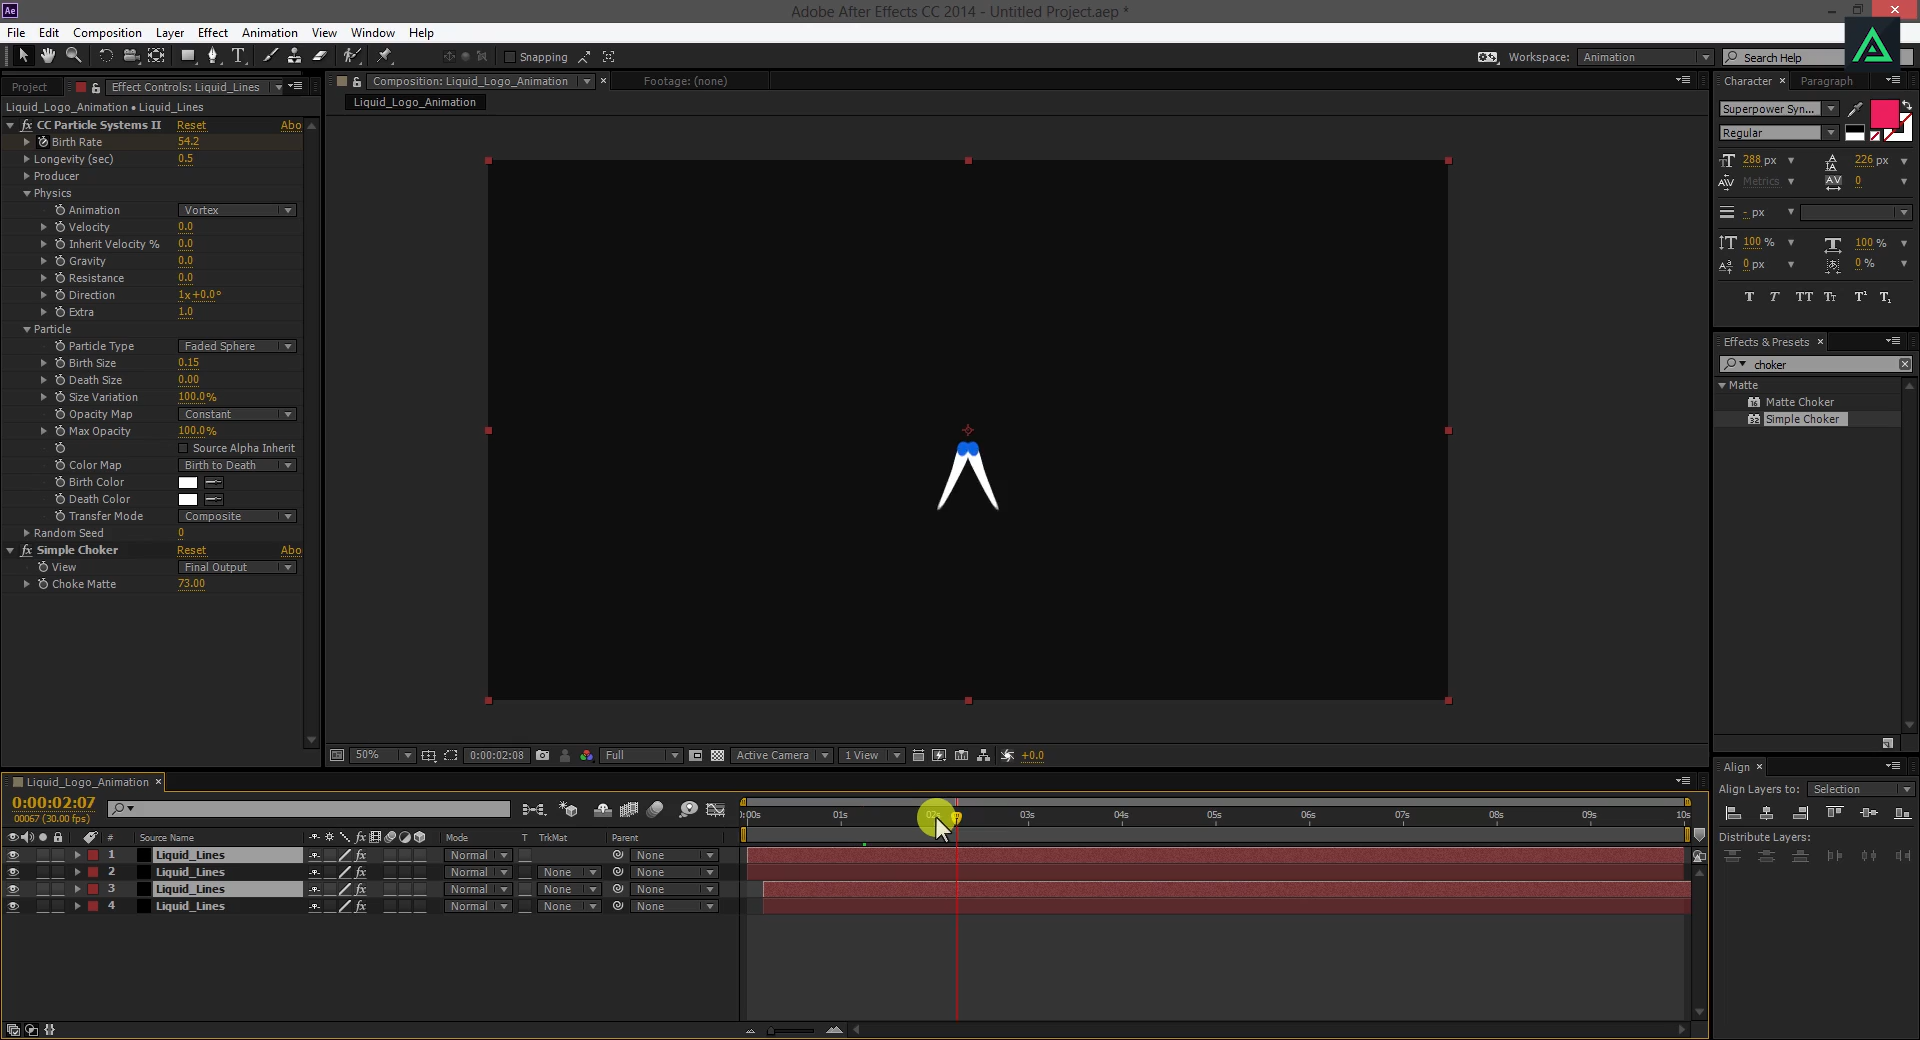 Ae
Adobe After Effects CC 2014 - Untitled Project.aep *
File Edit Composition Layer Effect Animation View Window Help
T Snapping Workspace: Animation Search Help
Project Effect Controls: Liquid_Lines Composition: Liquid_Logo_Animation × Footage: (none) Character × Paragraph
Liquid_Logo_Animation • Liquid_Lines Liquid_Logo_Animation
fx CC Particle Systems II Reset Abo
Birth Rate 54.2
Longevity (sec) 0.5
Producer
Physics
Animation Vortex
Velocity 0.0
Inherit Velocity % 0.0
Gravity 0.0
Resistance 0.0
Direction 1x+0.0°
Extra 1.0
Particle
Particle Type Faded Sphere
Birth Size 0.15
Death Size 0.00
Size Variation 100.0%
Opacity Map Constant
Max Opacity 100.0%
Source Alpha Inherit
Color Map Birth to Death
Birth Color
Death Color
Transfer Mode Composite
Random Seed 0
fx Simple Choker Reset Abo
View Final Output
Choke Matte 73.00
Superpower Syn...
Regular
288 px 226 px
Metrics 0
- px
100 % 100 %
0 px 0 %
T T TT Tt T¹ T₁
Effects & Presets ×
choker
Matte
Matte Choker
Simple Choker
50% 0:00:02:08 Full Active Camera 1 View +0.0
Liquid_Logo_Animation × Align ×
0:00:02:07
00067 (30.00 fps)
Align Layers to: Selection
Distribute Layers:
):00s 01s 02s 03s 04s 05s 06s 07s 08s 09s 10s
# Source Name fx Mode T TrkMat Parent
1 Liquid_Lines fx Normal None
2 Liquid_Lines fx Normal None None
3 Liquid_Lines fx Normal None None
4 Liquid_Lines fx Normal None None